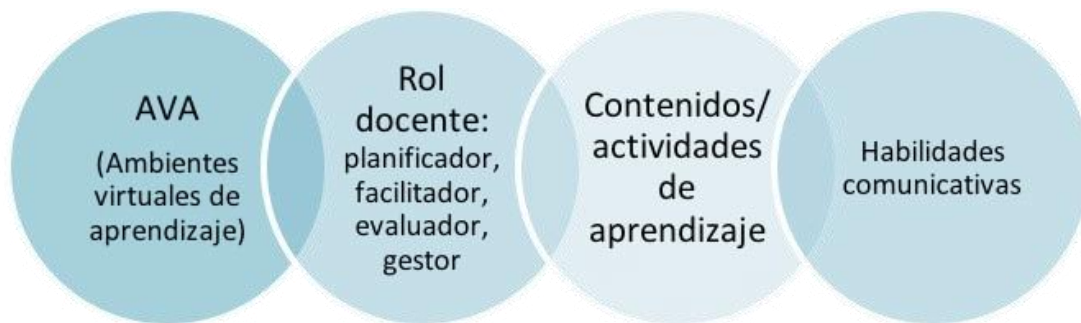 AVA
(Ambientes
virtuales de
aprendizaje)
Rol
docente:
planificador,
facilitador,
evaluador,
gestor
Contenidos/
actividades
de
aprendizaje
Habilidades
comunicativas